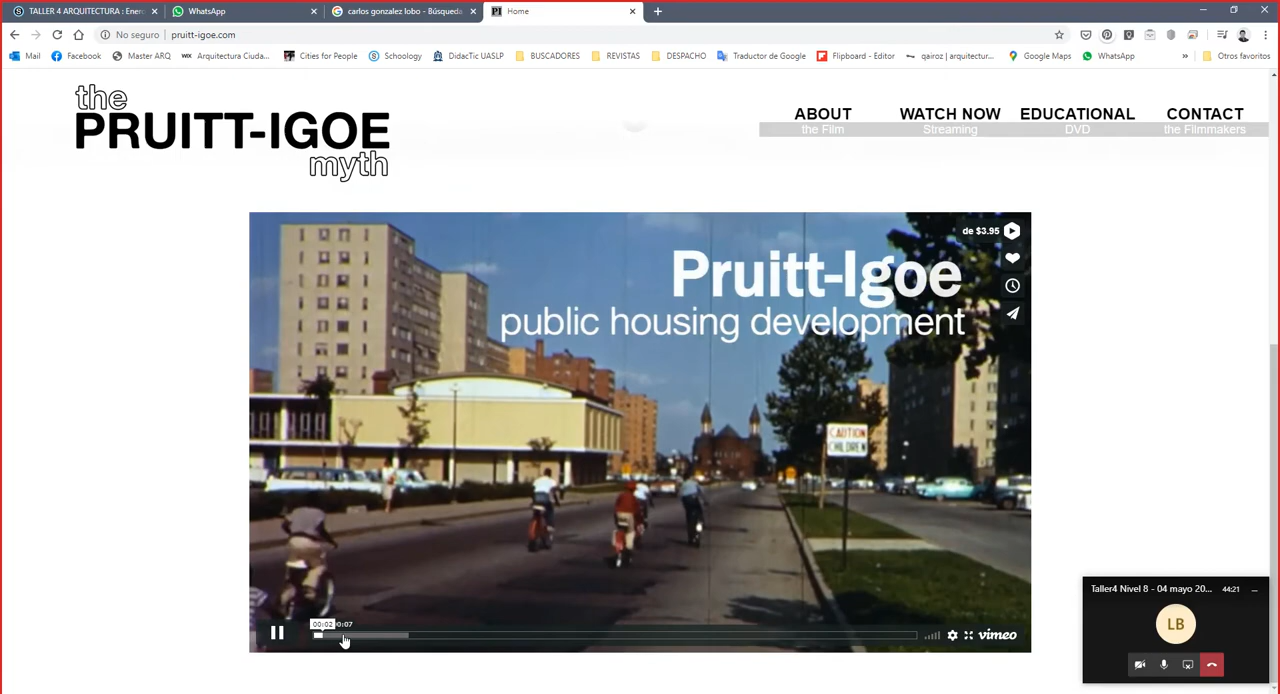 TALLER 4 ARQUITECTURA : Ener
WhatsApp
carlos gonzalez lobo - Búsqueda
Home
No seguro
pruitt-igoe.com
Mail
Facebook
Master ARQ
WIX Arquitectura Ciuda...
Cities for People
Schoology
DidacTic UASLP
BUSCADORES
REVISTAS
DESPACHO
Traductor de Google
Flipboard - Editor
qairoz | arquitectur...
Google Maps
WhatsApp
»
Otros favoritos
the
PRUITT-IGOE
myth
ABOUT
the Film
WATCH NOW
Streaming
EDUCATIONAL
DVD
CONTACT
the Filmmakers
de $3.95
Pruitt-Igoe
public housing development
CAUTION
CHILDREN
00:02
vimeo
Taller4 Nivel 8 - 04 mayo 20...
44:21
LB